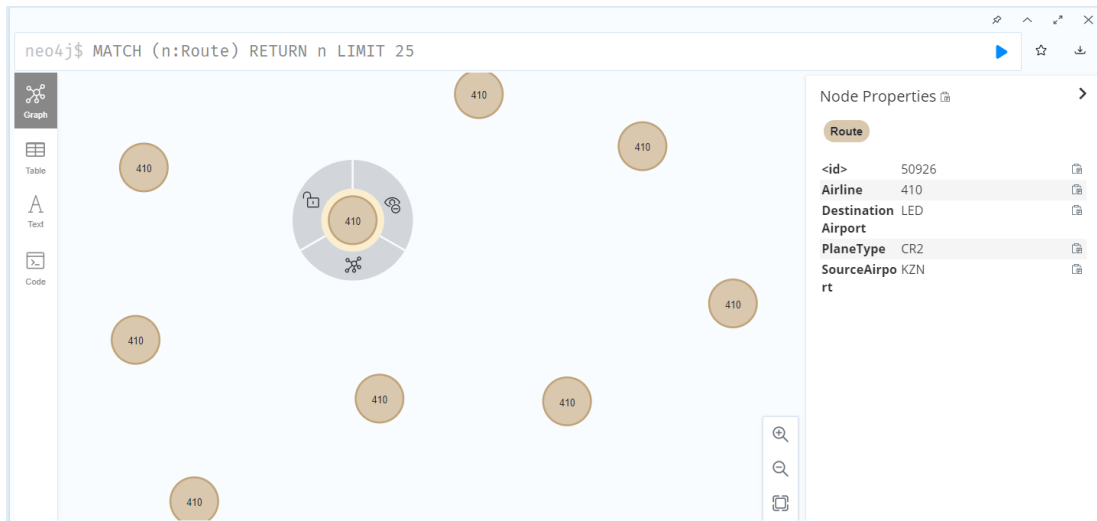 neo4j$ MATCH (n:Route) RETURN n LIMIT 25
Graph
Table
Text
Code
410
410
410
410
410
410
410
410
410
Node Properties
Route
<id> 50926
Airline 410
Destination LED
Airport
PlaneType CR2
SourceAirpo KZN
rt